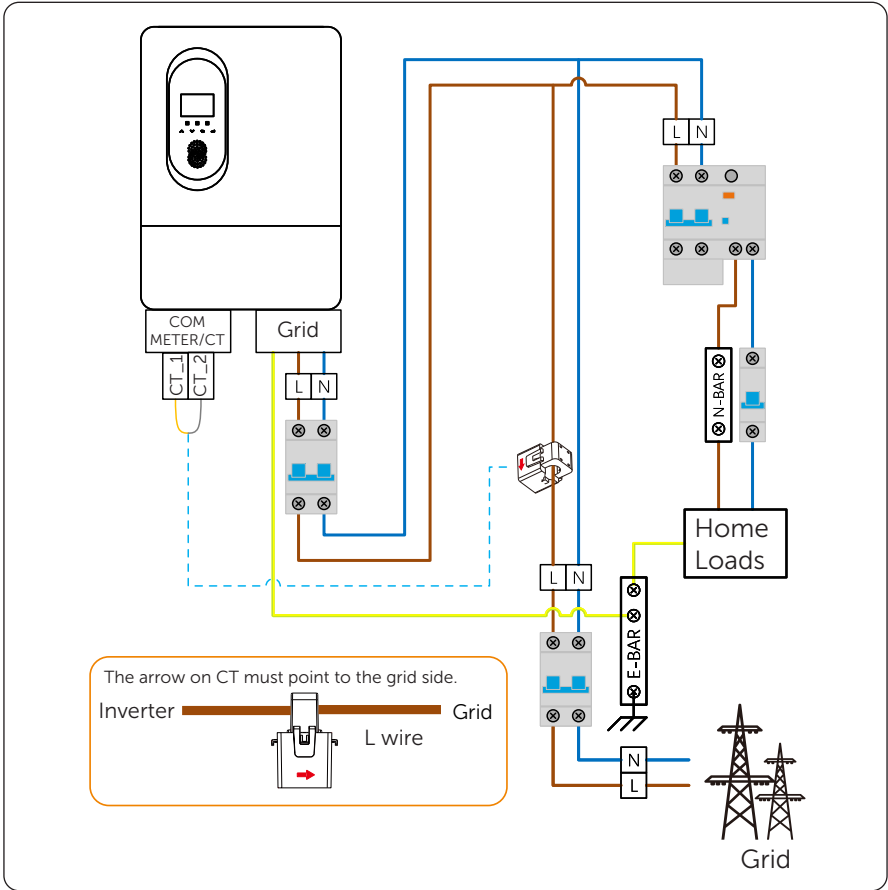 L N
COM
METER/CT
Grid
CT_1
CT_2
L N
N-BAR
Home
Loads
L N
E-BAR
The arrow on CT must point to the grid side.
Inverter
Grid
L wire
N
L
Grid